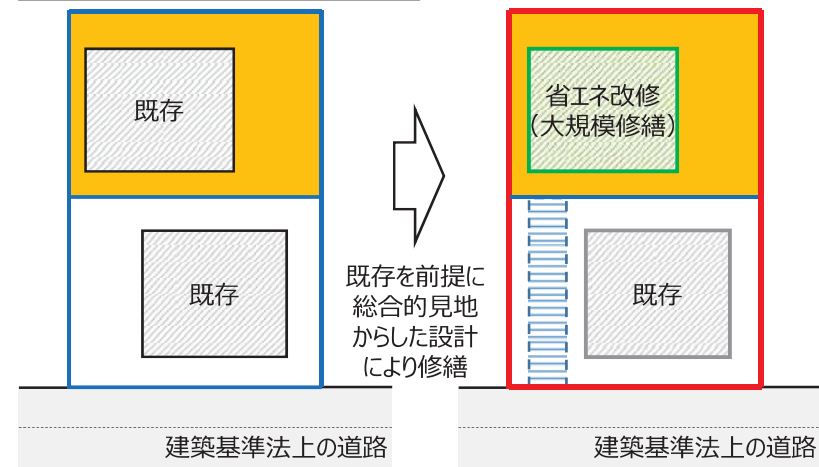 既存
既存
建築基準法上の道路
既存を前提に
総合的見地
からした設計
により修繕
省エネ改修
(大規模修繕)
既存
建築基準法上の道路